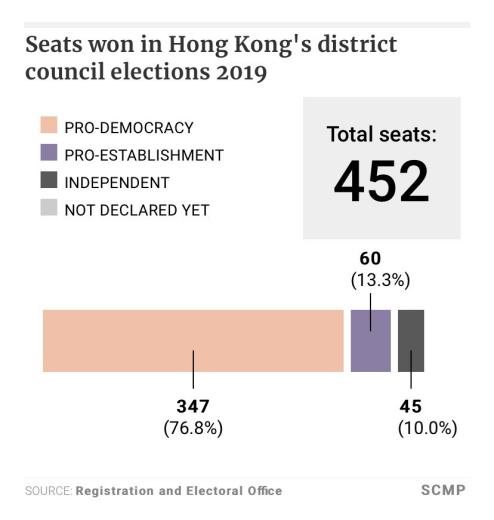 Seats won in Hong Kong's district
council elections 2019
PRO-DEMOCRACY
PRO-ESTABLISHMENT
INDEPENDENT
NOT DECLARED YET
Total seats:
452
60
(13.3%)
347
(76.8%)
45
(10.0%)
SOURCE: Registration and Electoral Office
SCMP